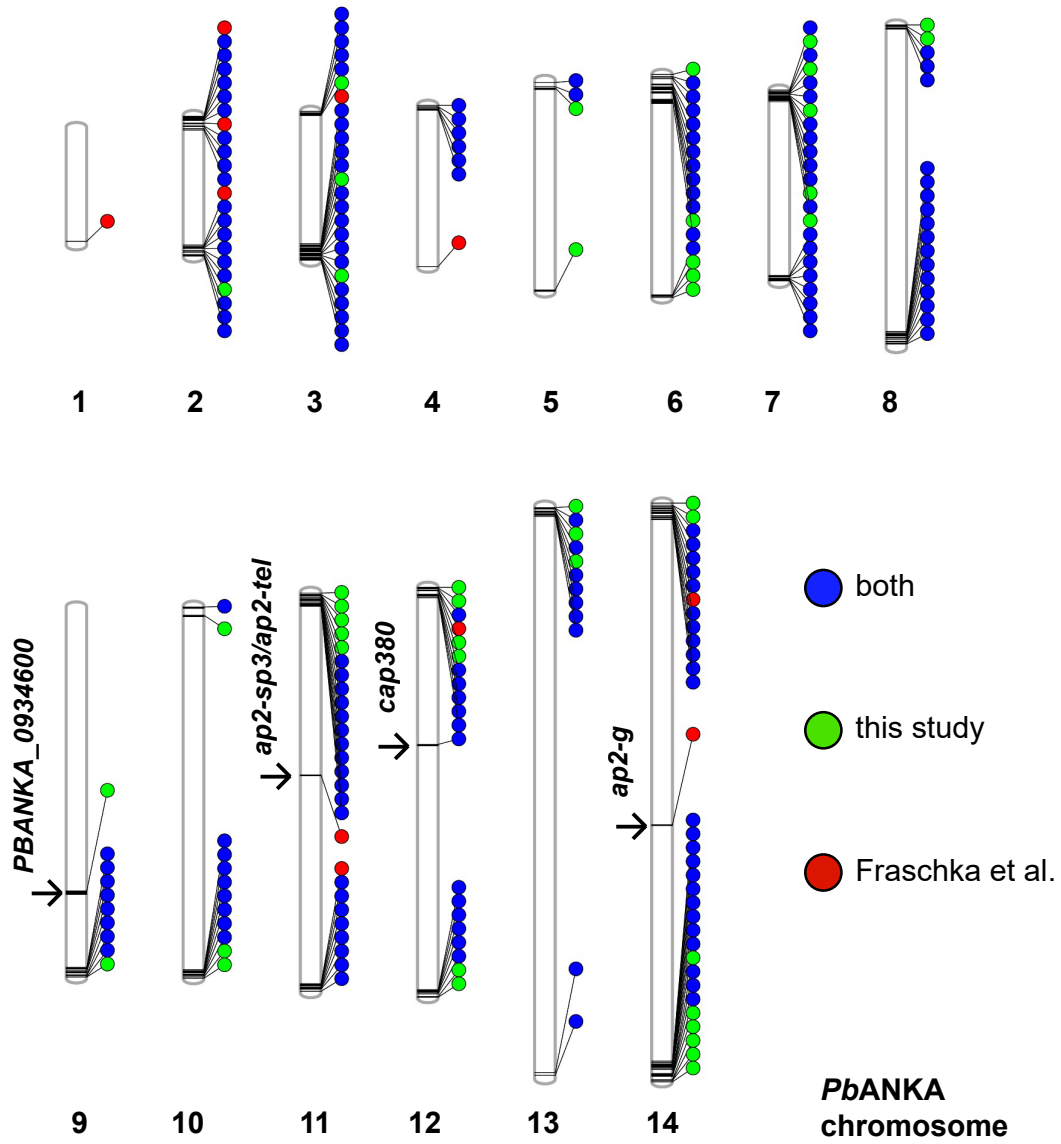 1 2 3 4 5 6 7 8
PBANKA_0934600
ap2-sp3/ap2-tel
cap380
ap2-g
both
this study
Fraschka et al.
9 10 11 12 13 14
PbANKA
chromosome